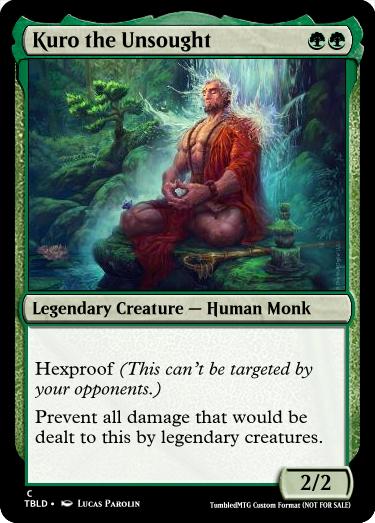 Kuro the Unsought
Legendary Creature — Human Monk
Hexproof (This can't be targeted by
your opponents.)
Prevent all damage that would be
dealt to this by legendary creatures.
2/2
C
TBLD • Lucas Parolin
TumbledMTG Custom Format (NOT FOR SALE)